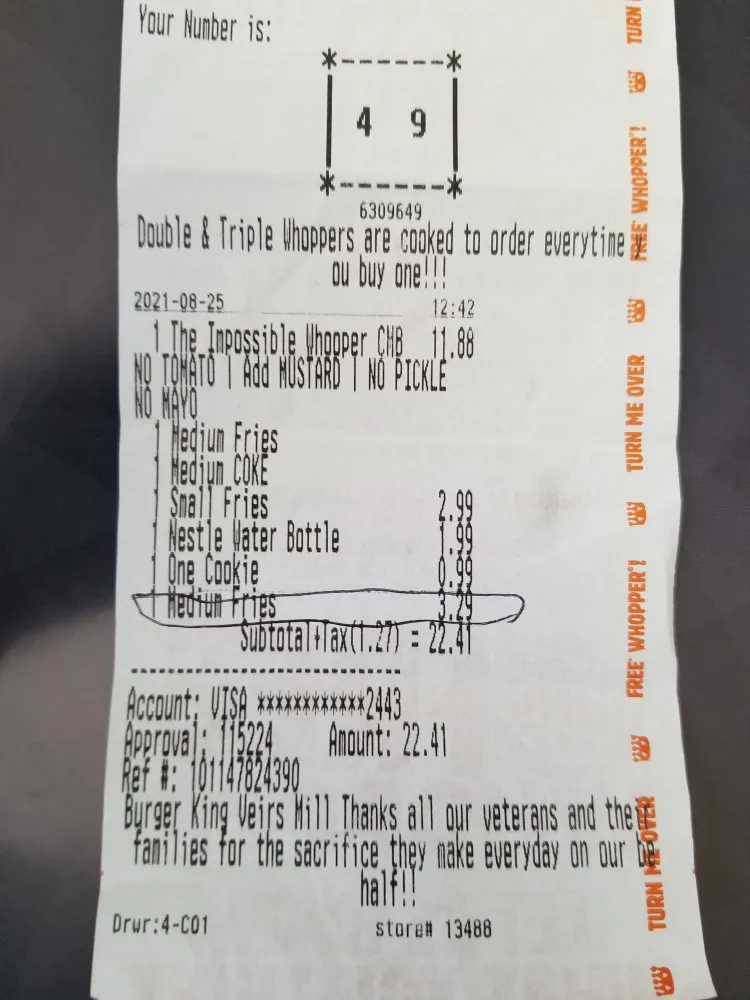 Your Number is:
*------*
| 4 9 |
*------*
6309649
Double & Triple Whoppers are cooked to order everytime y
ou buy one!!!
2021-08-25 12:42
1 The Impossible Whooper CMB 11.88
NO TOMATO | Add MUSTARD | NO PICKLE
NO MAYO
1 Medium Fries
1 Medium COKE
1 Small Fries 2.99
1 Nestle Water Bottle 1.99
1 One Cookie 0.99
1 Medium Fries 3.29
Subtotal+Tax(1.27) = 22.41
------------------------------
Account: VISA ************2443
Approval: 115224 Amount: 22.41
Ref #: 101147824390
Burger King Veirs Mill Thanks all our veterans and their
families for the sacrifice they make everyday on our be
half!!
Drwr:4-C01 store# 13488
TURN ME OVER
FREE WHOPPER®!
TURN ME OVER
FREE WHOPPER®!
TURN